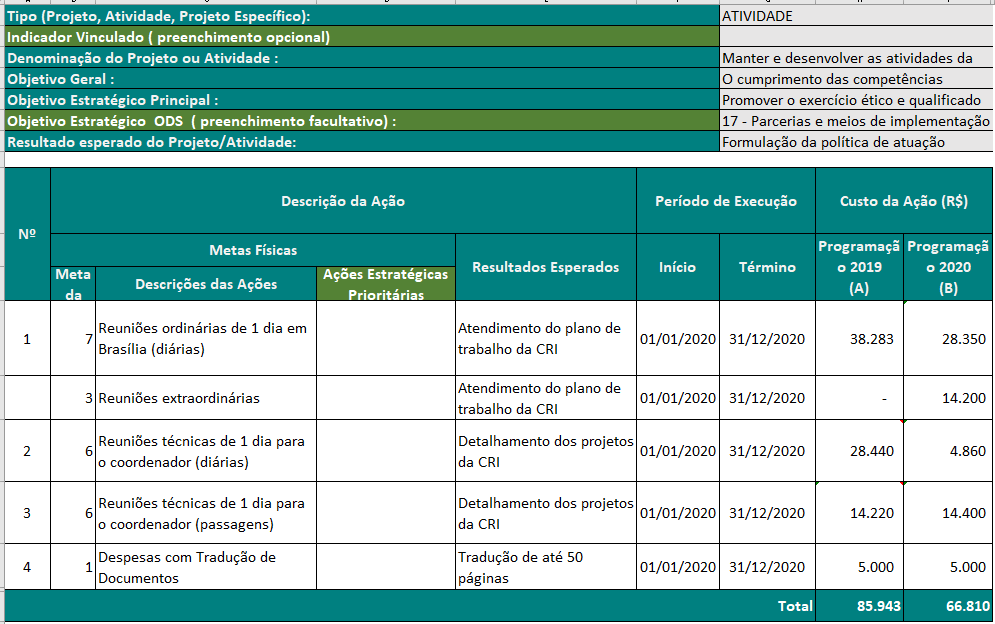 Tipo (Projeto, Atividade, Projeto Específico): ATIVIDADE
Indicador Vinculado ( preenchimento opcional)
Denominação do Projeto ou Atividade : Manter e desenvolver as atividades da
Objetivo Geral : O cumprimento das competências
Objetivo Estratégico Principal : Promover o exercício ético e qualificado
Objetivo Estratégico ODS ( preenchimento facultativo) : 17 - Parcerias e meios de implementação
Resultado esperado do Projeto/Atividade: Formulação da política de atuação
Nº
Descrição da Ação
Período de Execução
Custo da Ação (R$)
Metas Físicas
Resultados Esperados
Início
Término
Programaçã
o 2019
(A)
Programaçã
o 2020
(B)
Meta
da
Descrições das Ações
Ações Estratégicas
Prioritárias
1
7
Reuniões ordinárias de 1 dia em
Brasília (diárias)
Atendimento do plano de
trabalho da CRI
01/01/2020
31/12/2020
38.283
28.350
3
Reuniões extraordinárias
Atendimento do plano de
trabalho da CRI
01/01/2020
31/12/2020
-
14.200
2
6
Reuniões técnicas de 1 dia para
o coordenador (diárias)
Detalhamento dos projetos
da CRI
01/01/2020
31/12/2020
28.440
4.860
3
6
Reuniões técnicas de 1 dia para
o coordenador (passagens)
Detalhamento dos projetos
da CRI
01/01/2020
31/12/2020
14.220
14.400
4
1
Despesas com Tradução de
Documentos
Tradução de até 50
páginas
01/01/2020
31/12/2020
5.000
5.000
Total
85.943
66.810